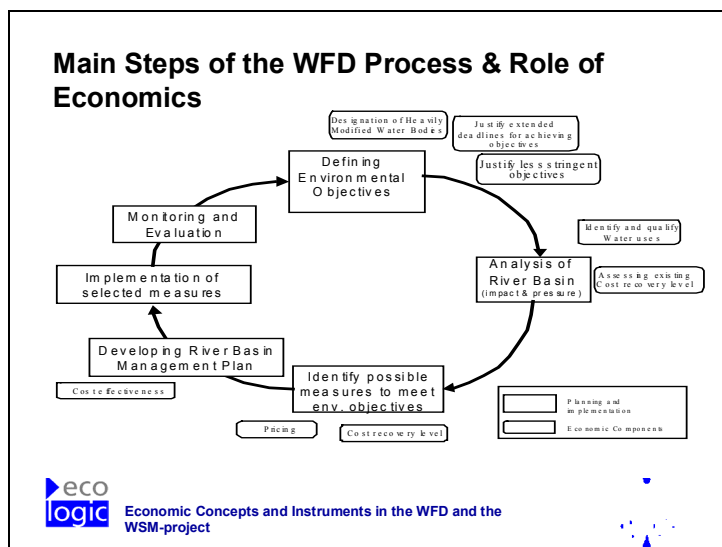 Main Steps of the WFD Process & Role of
Economics
Designation of Heavily
Modified Water Bodies
Justify extended
deadlines for achieving
objectives
Justify less stringent
objectives
Defining
Environmental
Objectives
Monitoring and
Evaluation
Identify and qualify
Water uses
Analysis of
River Basin
(impact & pressure)
Assessing existing
Cost recovery level
Implementation of
selected measures
Developing River Basin
Management Plan
Cost effectiveness
Identify possible
measures to meet
env. objectives
Pricing
Cost recovery level
Planning and
implementation
Economic Components
eco
logic
Economic Concepts and Instruments in the WFD and the
WSM-project